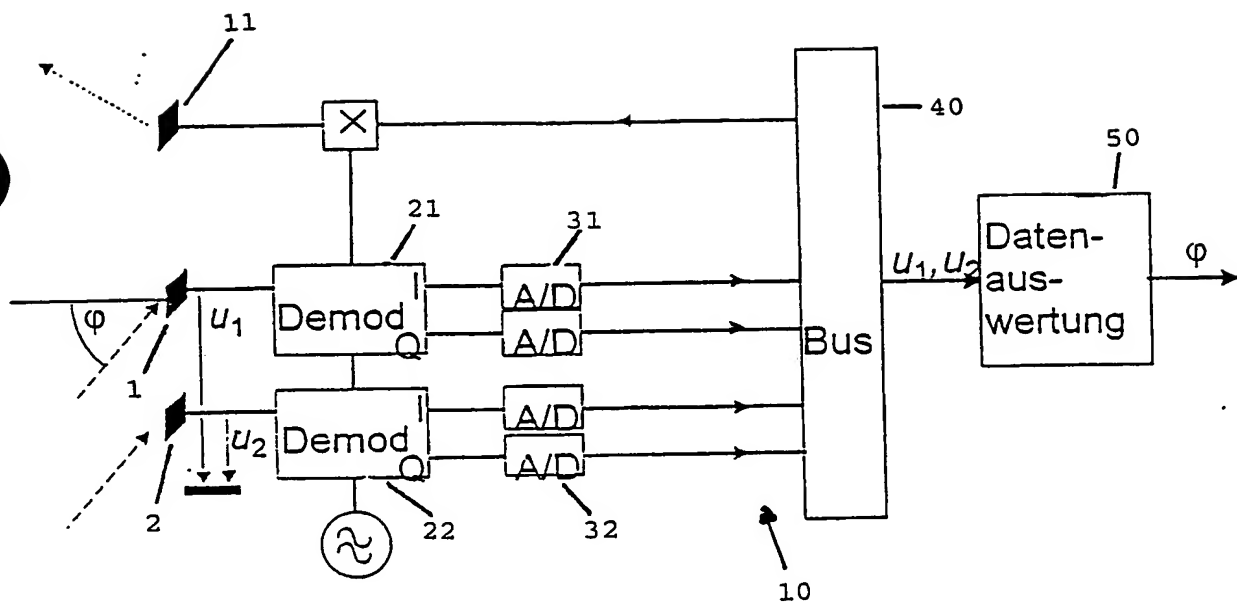 11
X
40
50
21
31
I
Demod
Q
A/D
A/D
φ
u1
1
Bus
u1, u2
Daten-
aus-
wertung
φ
I
Demod
Q
A/D
A/D
u2
2
22
32
≈
10